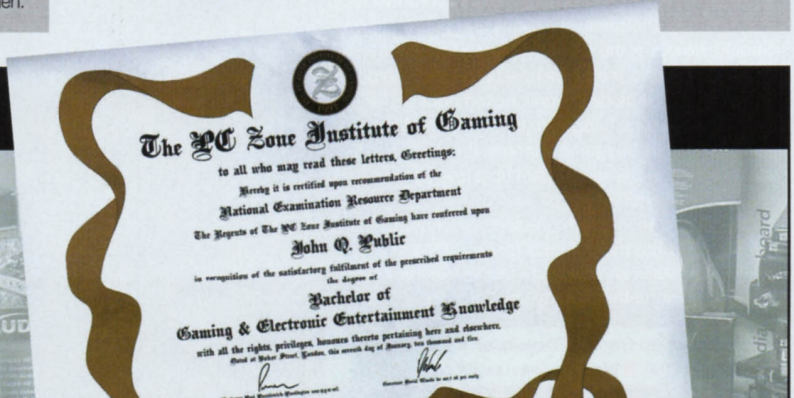 en.
The PC Zone Institute of Gaming
to all who may read these letters, Greetings:
Hereby it is certified upon recommendation of the
National Examination Resource Department
The Regents of The PC Zone Institute of Gaming have conferred upon
John Q. Public
in recognition of the satisfactory fulfilment of the prescribed requirements
the degree of
Bachelor of
Gaming & Electronic Entertainment Knowledge
with all the rights, privileges, honours thereto pertaining here and elsewhere.
Dated at Baker Street, London, this seventh day of January, two thousand and five.
UD
board